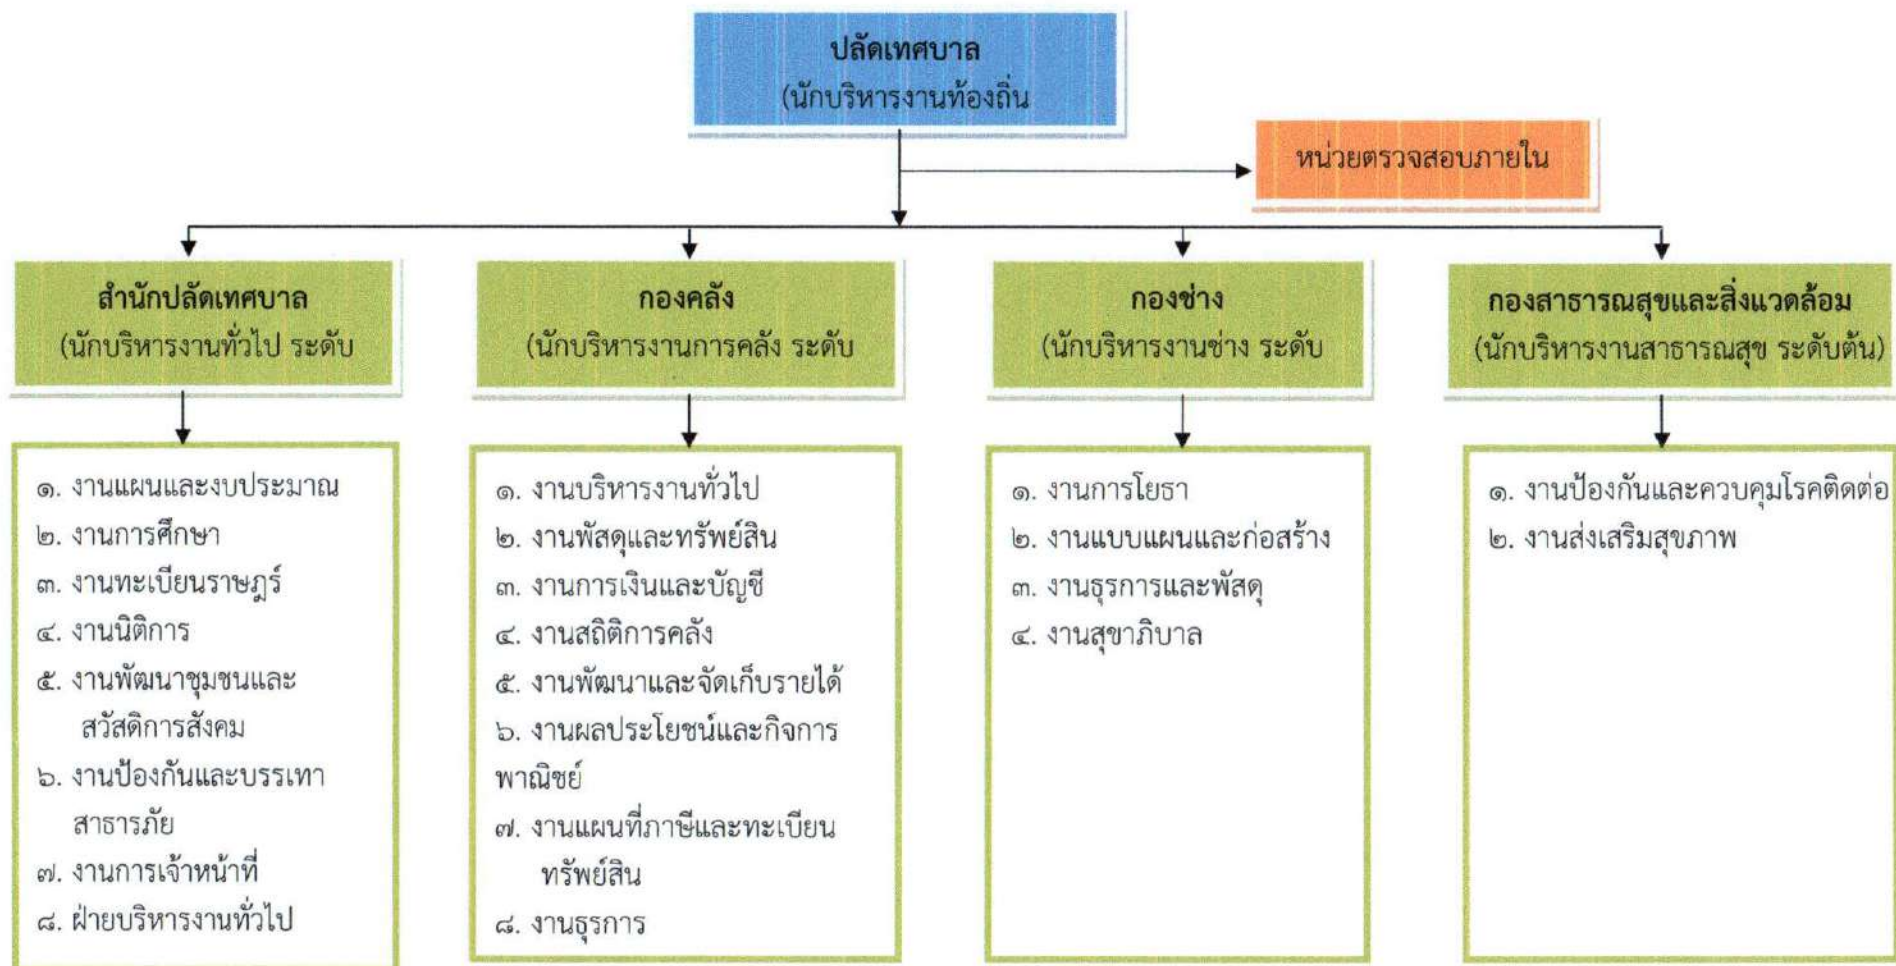 ปลัดเทศบาล
(นักบริหารงานท้องถิ่น
หน่วยตรวจสอบภายใน
สำนักปลัดเทศบาล
(นักบริหารงานทั่วไป ระดับ
กองคลัง
(นักบริหารงานการคลัง ระดับ
กองช่าง
(นักบริหารงานช่าง ระดับ
กองสาธารณสุขและสิ่งแวดล้อม
(นักบริหารงานสาธารณสุข ระดับต้น)
๑. งานแผนและงบประมาณ
๒. งานการศึกษา
๓. งานทะเบียนราษฎร์
๔. งานนิติการ
๕. งานพัฒนาชุมชนและ
สวัสดิการสังคม
๖. งานป้องกันและบรรเทา
สาธารภัย
๗. งานการเจ้าหน้าที่
๘. ฝ่ายบริหารงานทั่วไป
๑. งานบริหารงานทั่วไป
๒. งานพัสดุและทรัพย์สิน
๓. งานการเงินและบัญชี
๔. งานสถิติการคลัง
๕. งานพัฒนาและจัดเก็บรายได้
๖. งานผลประโยชน์และกิจการ
พาณิชย์
๗. งานแผนที่ภาษีและทะเบียน
ทรัพย์สิน
๘. งานธุรการ
๑. งานการโยธา
๒. งานแบบแผนและก่อสร้าง
๓. งานธุรการและพัสดุ
๔. งานสุขาภิบาล
๑. งานป้องกันและควบคุมโรคติดต่อ
๒. งานส่งเสริมสุขภาพ